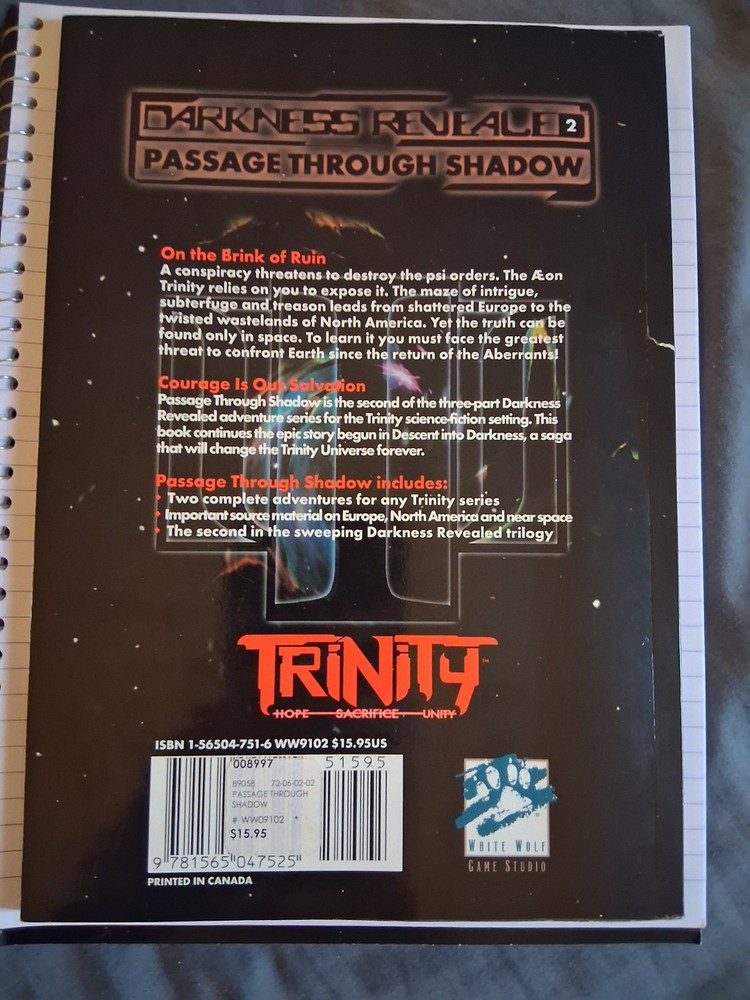 DARKNESS REVEALED 2
PASSAGE THROUGH SHADOW
On the Brink of Ruin
A conspiracy threatens to destroy the psi orders. The Æon
Trinity relies on you to expose it. The maze of intrigue,
subterfuge and treason leads from shattered Europe to the
twisted wastelands of North America. Yet the truth can be
found only in space. To learn it you must face the greatest
threat to confront Earth since the return of the Aberrants!
Courage Is Our Salvation
Passage Through Shadow is the second of the three-part Darkness
Revealed adventure series for the Trinity science-fiction setting. This
book continues the epic story begun in Descent into Darkness, a saga
that will change the Trinity Universe forever.
Passage Through Shadow includes:
• Two complete adventures for any Trinity series
• Important source material on Europe, North America and near space
• The second in the sweeping Darkness Revealed trilogy
TRINITY™
HOPE SACRIFICE UNITY
ISBN 1-56504-751-6 WW9102 $15.95US
008997
51595
89058 72-06-02-02
PASSAGE THROUGH
SHADOW
# WW09102 *
$15.95
9 781565 047525
PRINTED IN CANADA
WHITE WOLF
GAME STUDIO